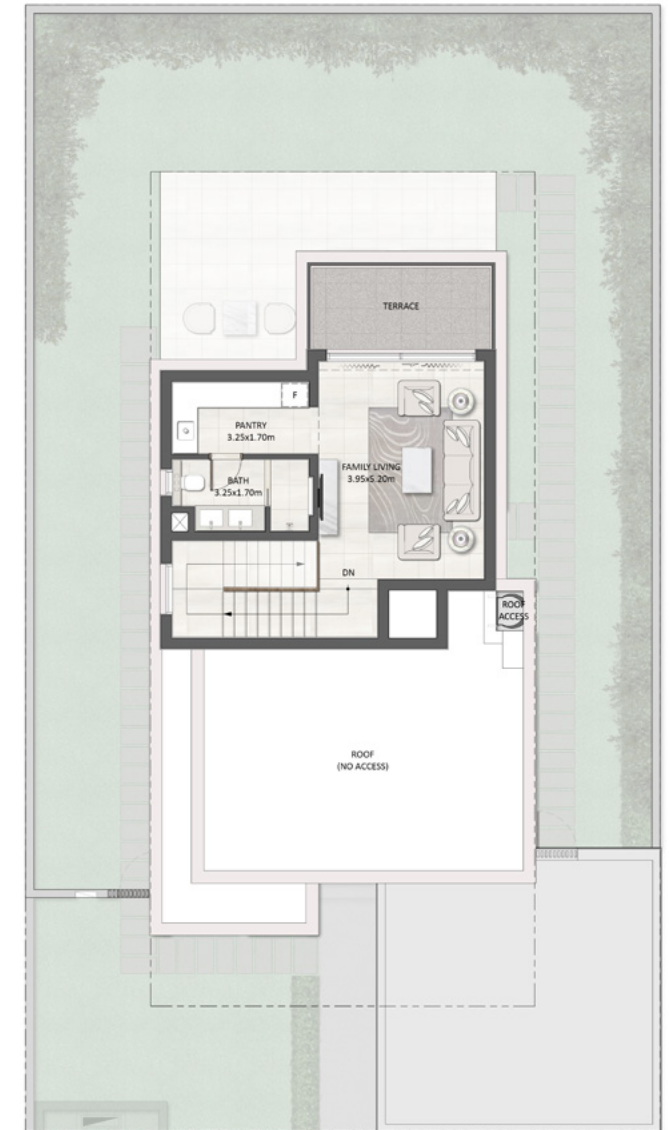 TERRACE
F
PANTRY
3.25x1.70m
FAMILY LIVING
3.95x5.20m
BATH
3.25x1.70m
DN
ROOF
ACCESS
ROOF
(NO ACCESS)